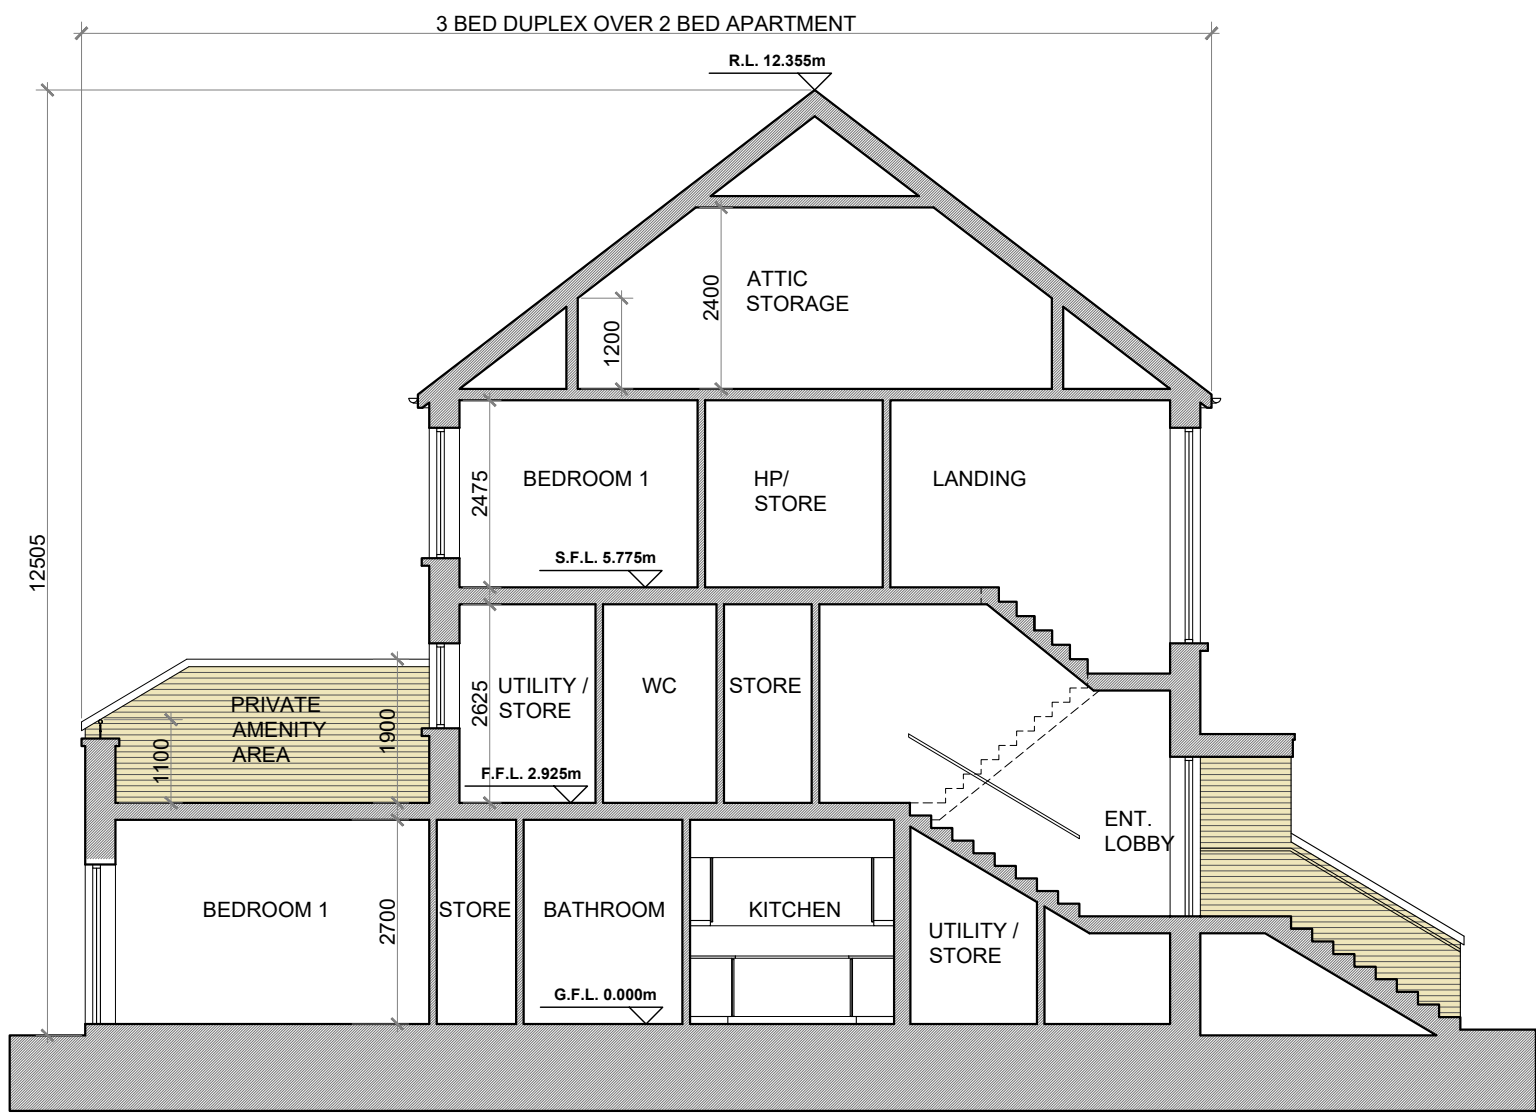 3 BED DUPLEX OVER 2 BED APARTMENT
R.L. 12.355m
ATTIC
STORAGE
2400
1200
12505
2475
BEDROOM 1
HP/
STORE
LANDING
S.F.L. 5.775m
2625
UTILITY /
STORE
WC
STORE
PRIVATE
AMENITY
AREA
1900
1100
F.F.L. 2.925m
ENT.
LOBBY
BEDROOM 1
2700
STORE
BATHROOM
KITCHEN
UTILITY /
STORE
G.F.L. 0.000m